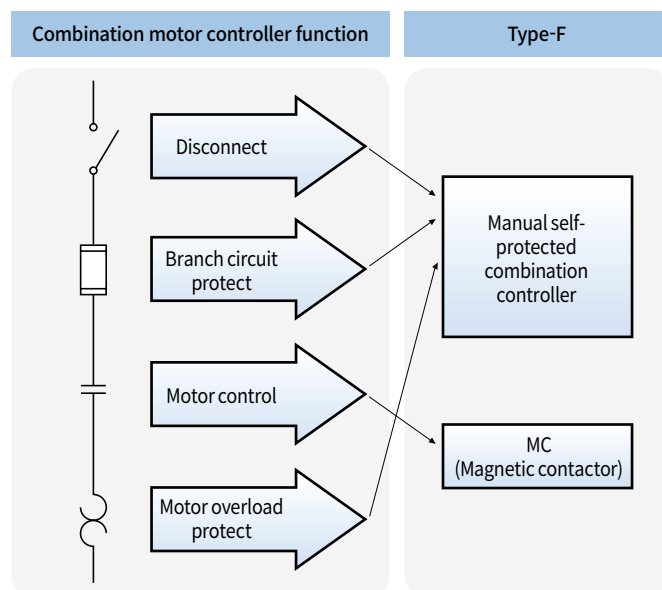 Combination motor controller function
Type-F
Disconnect
Branch circuit
protect
Motor control
Motor overload
protect
Manual self-
protected
combination
controller
MC
(Magnetic contactor)